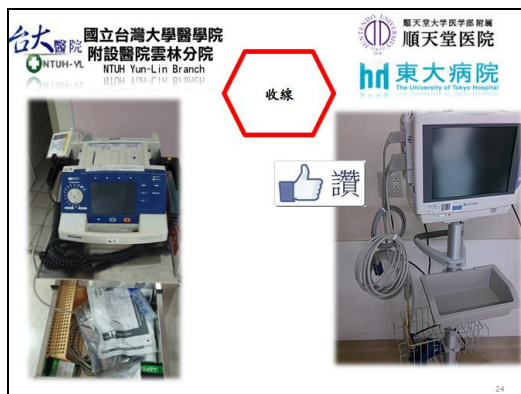 台大醫院
NTUH-YL
國立台灣大學醫學院
附設醫院雲林分院
NTUH Yun-Lin Branch
順天堂大学医学部附属
順天堂医院
hd 東大病院
The University of Tokyo Hospital
收線
讚
PHILIPS
24